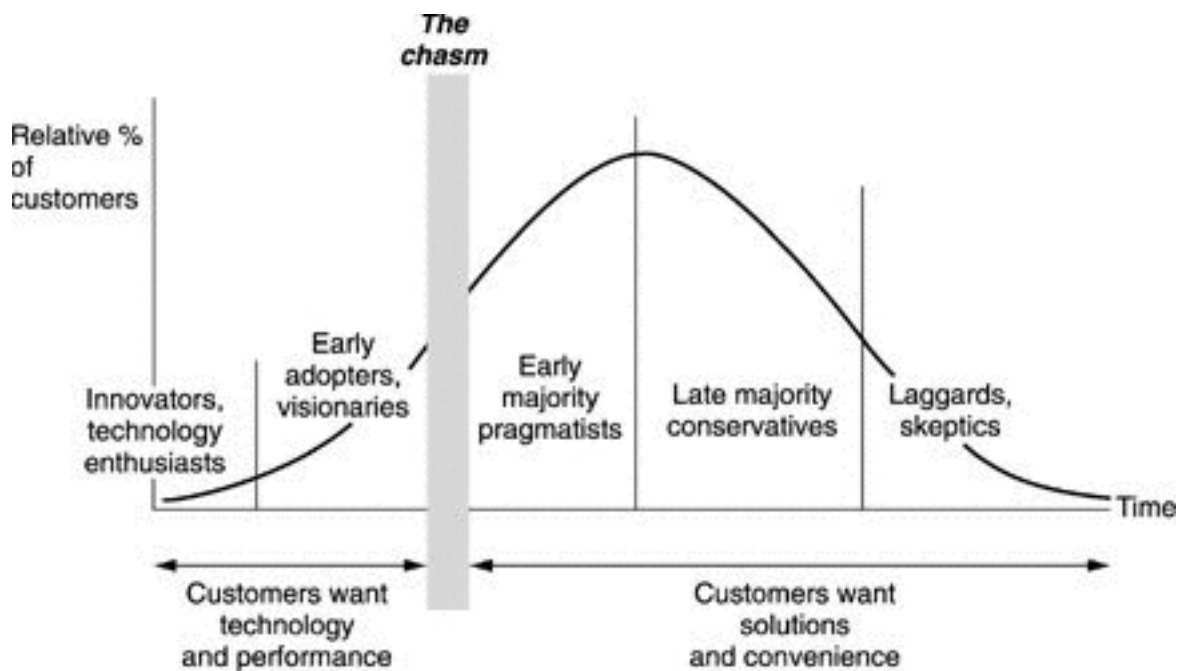 The
chasm
Relative %
of
customers
Innovators,
technology
enthusiasts
Early
adopters,
visionaries
Early
majority
pragmatists
Late majority
conservatives
Laggards,
skeptics
Time
Customers want
technology
and performance
Customers want
solutions
and convenience